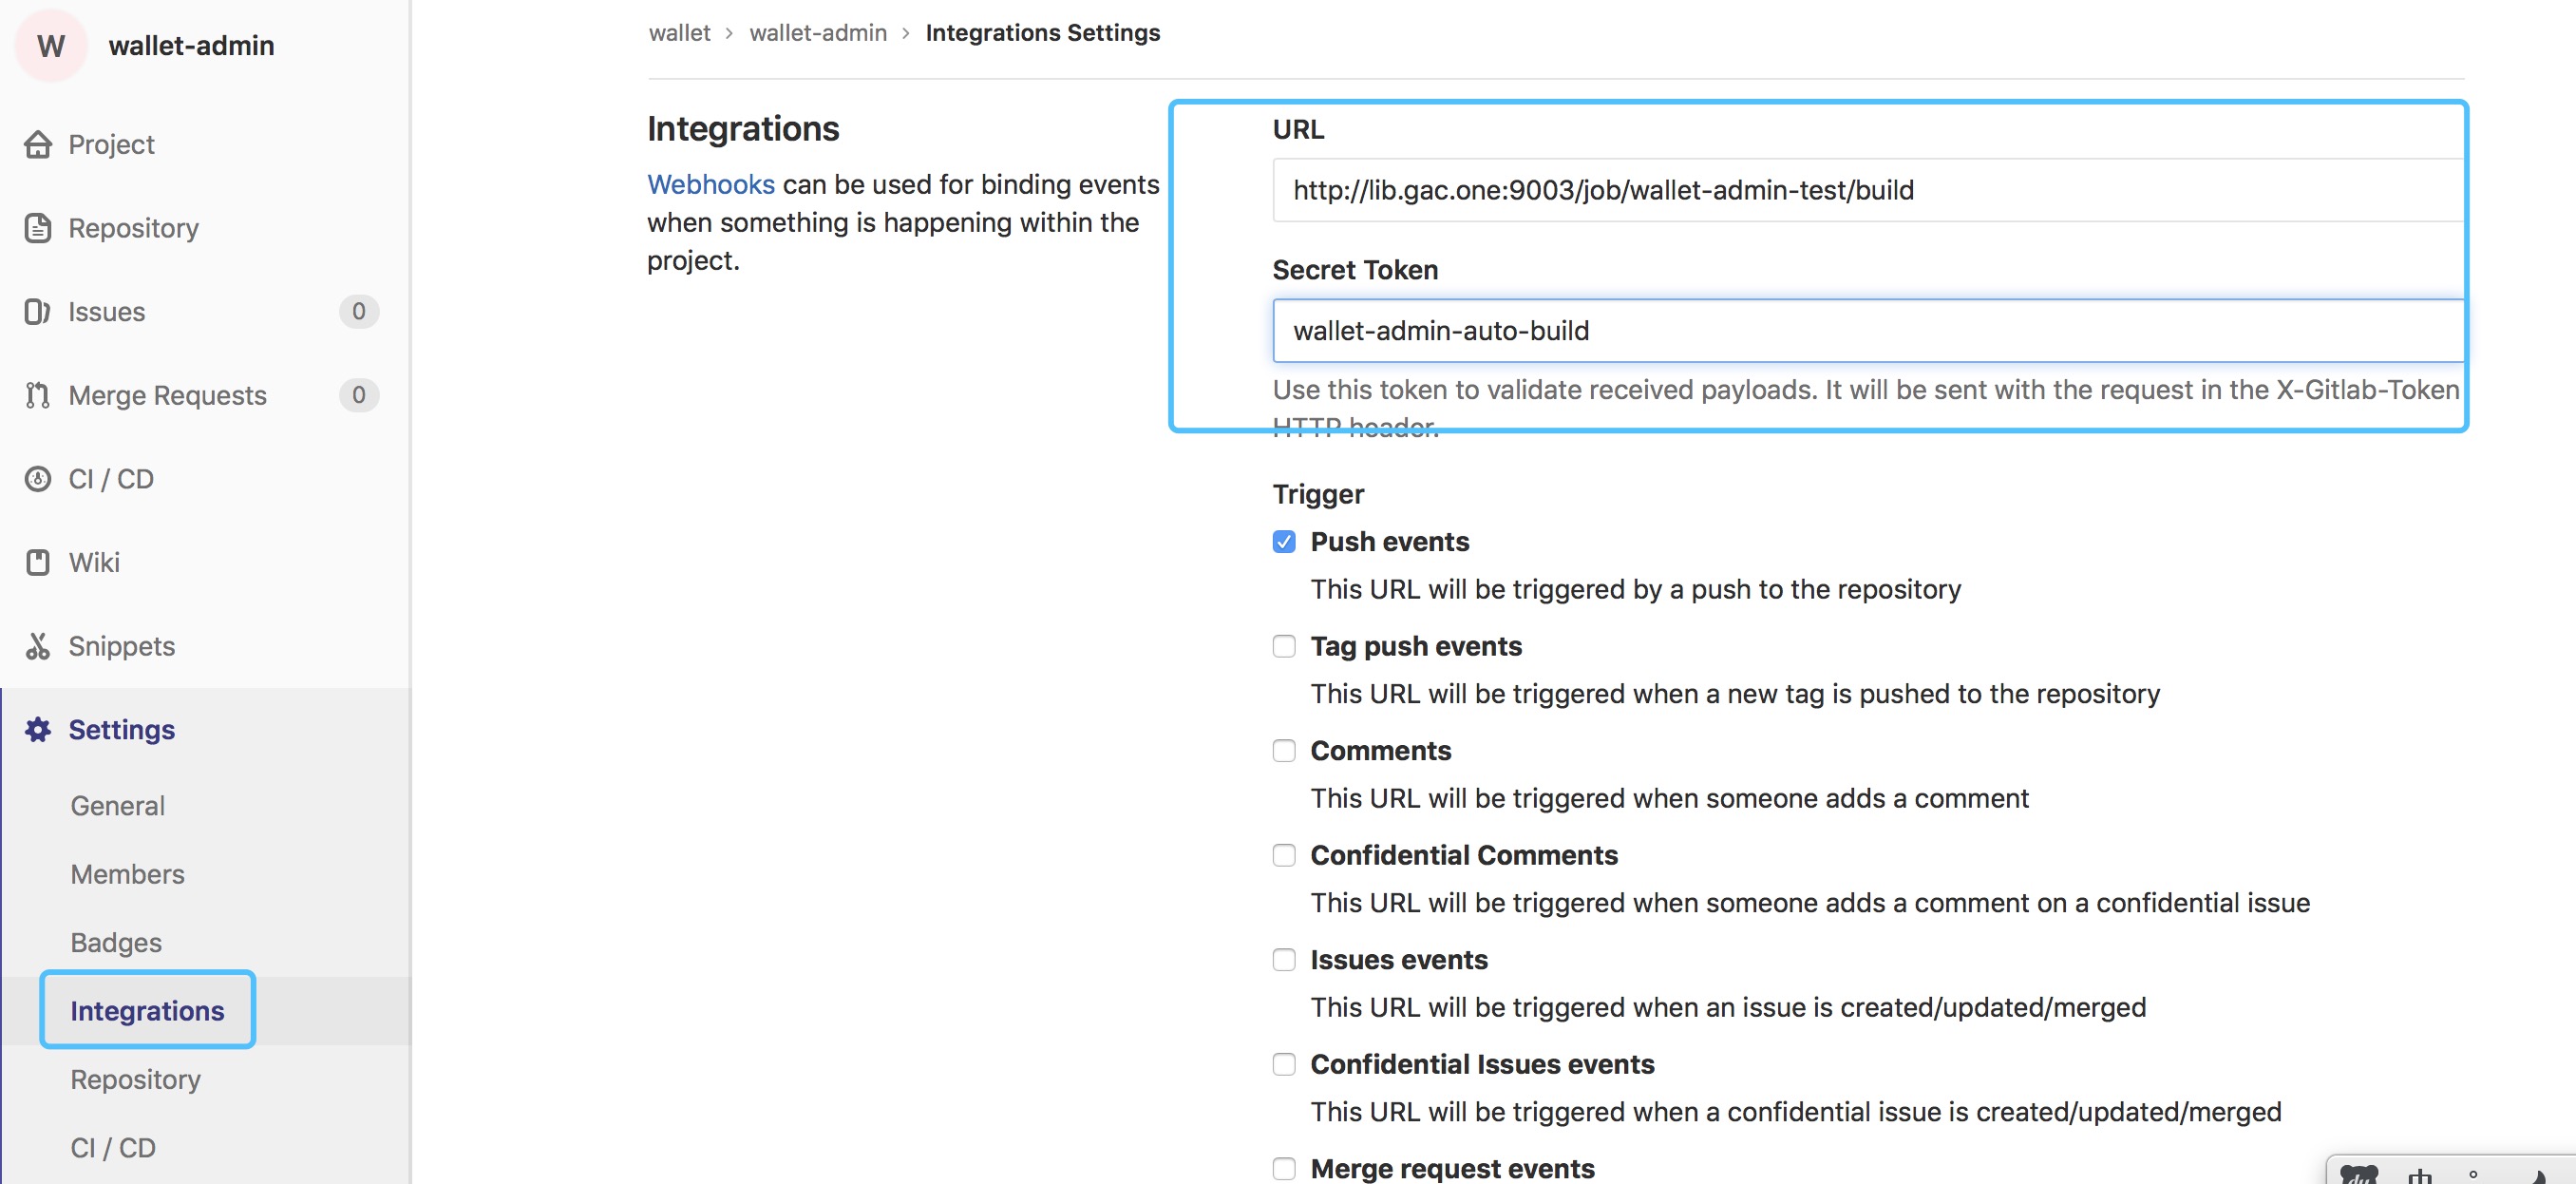 W wallet-admin
Project
Repository
Issues 0
Merge Requests 0
CI / CD
Wiki
Snippets
Settings
General
Members
Badges
Integrations
Repository
CI / CD
wallet › wallet-admin › Integrations Settings
Integrations
Webhooks can be used for binding events
when something is happening within the
project.
URL
http://lib.gac.one:9003/job/wallet-admin-test/build
Secret Token
wallet-admin-auto-build
Use this token to validate received payloads. It will be sent with the request in the X-Gitlab-Token
HTTP header.
Trigger
Push events
This URL will be triggered by a push to the repository
Tag push events
This URL will be triggered when a new tag is pushed to the repository
Comments
This URL will be triggered when someone adds a comment
Confidential Comments
This URL will be triggered when someone adds a comment on a confidential issue
Issues events
This URL will be triggered when an issue is created/updated/merged
Confidential Issues events
This URL will be triggered when a confidential issue is created/updated/merged
Merge request events